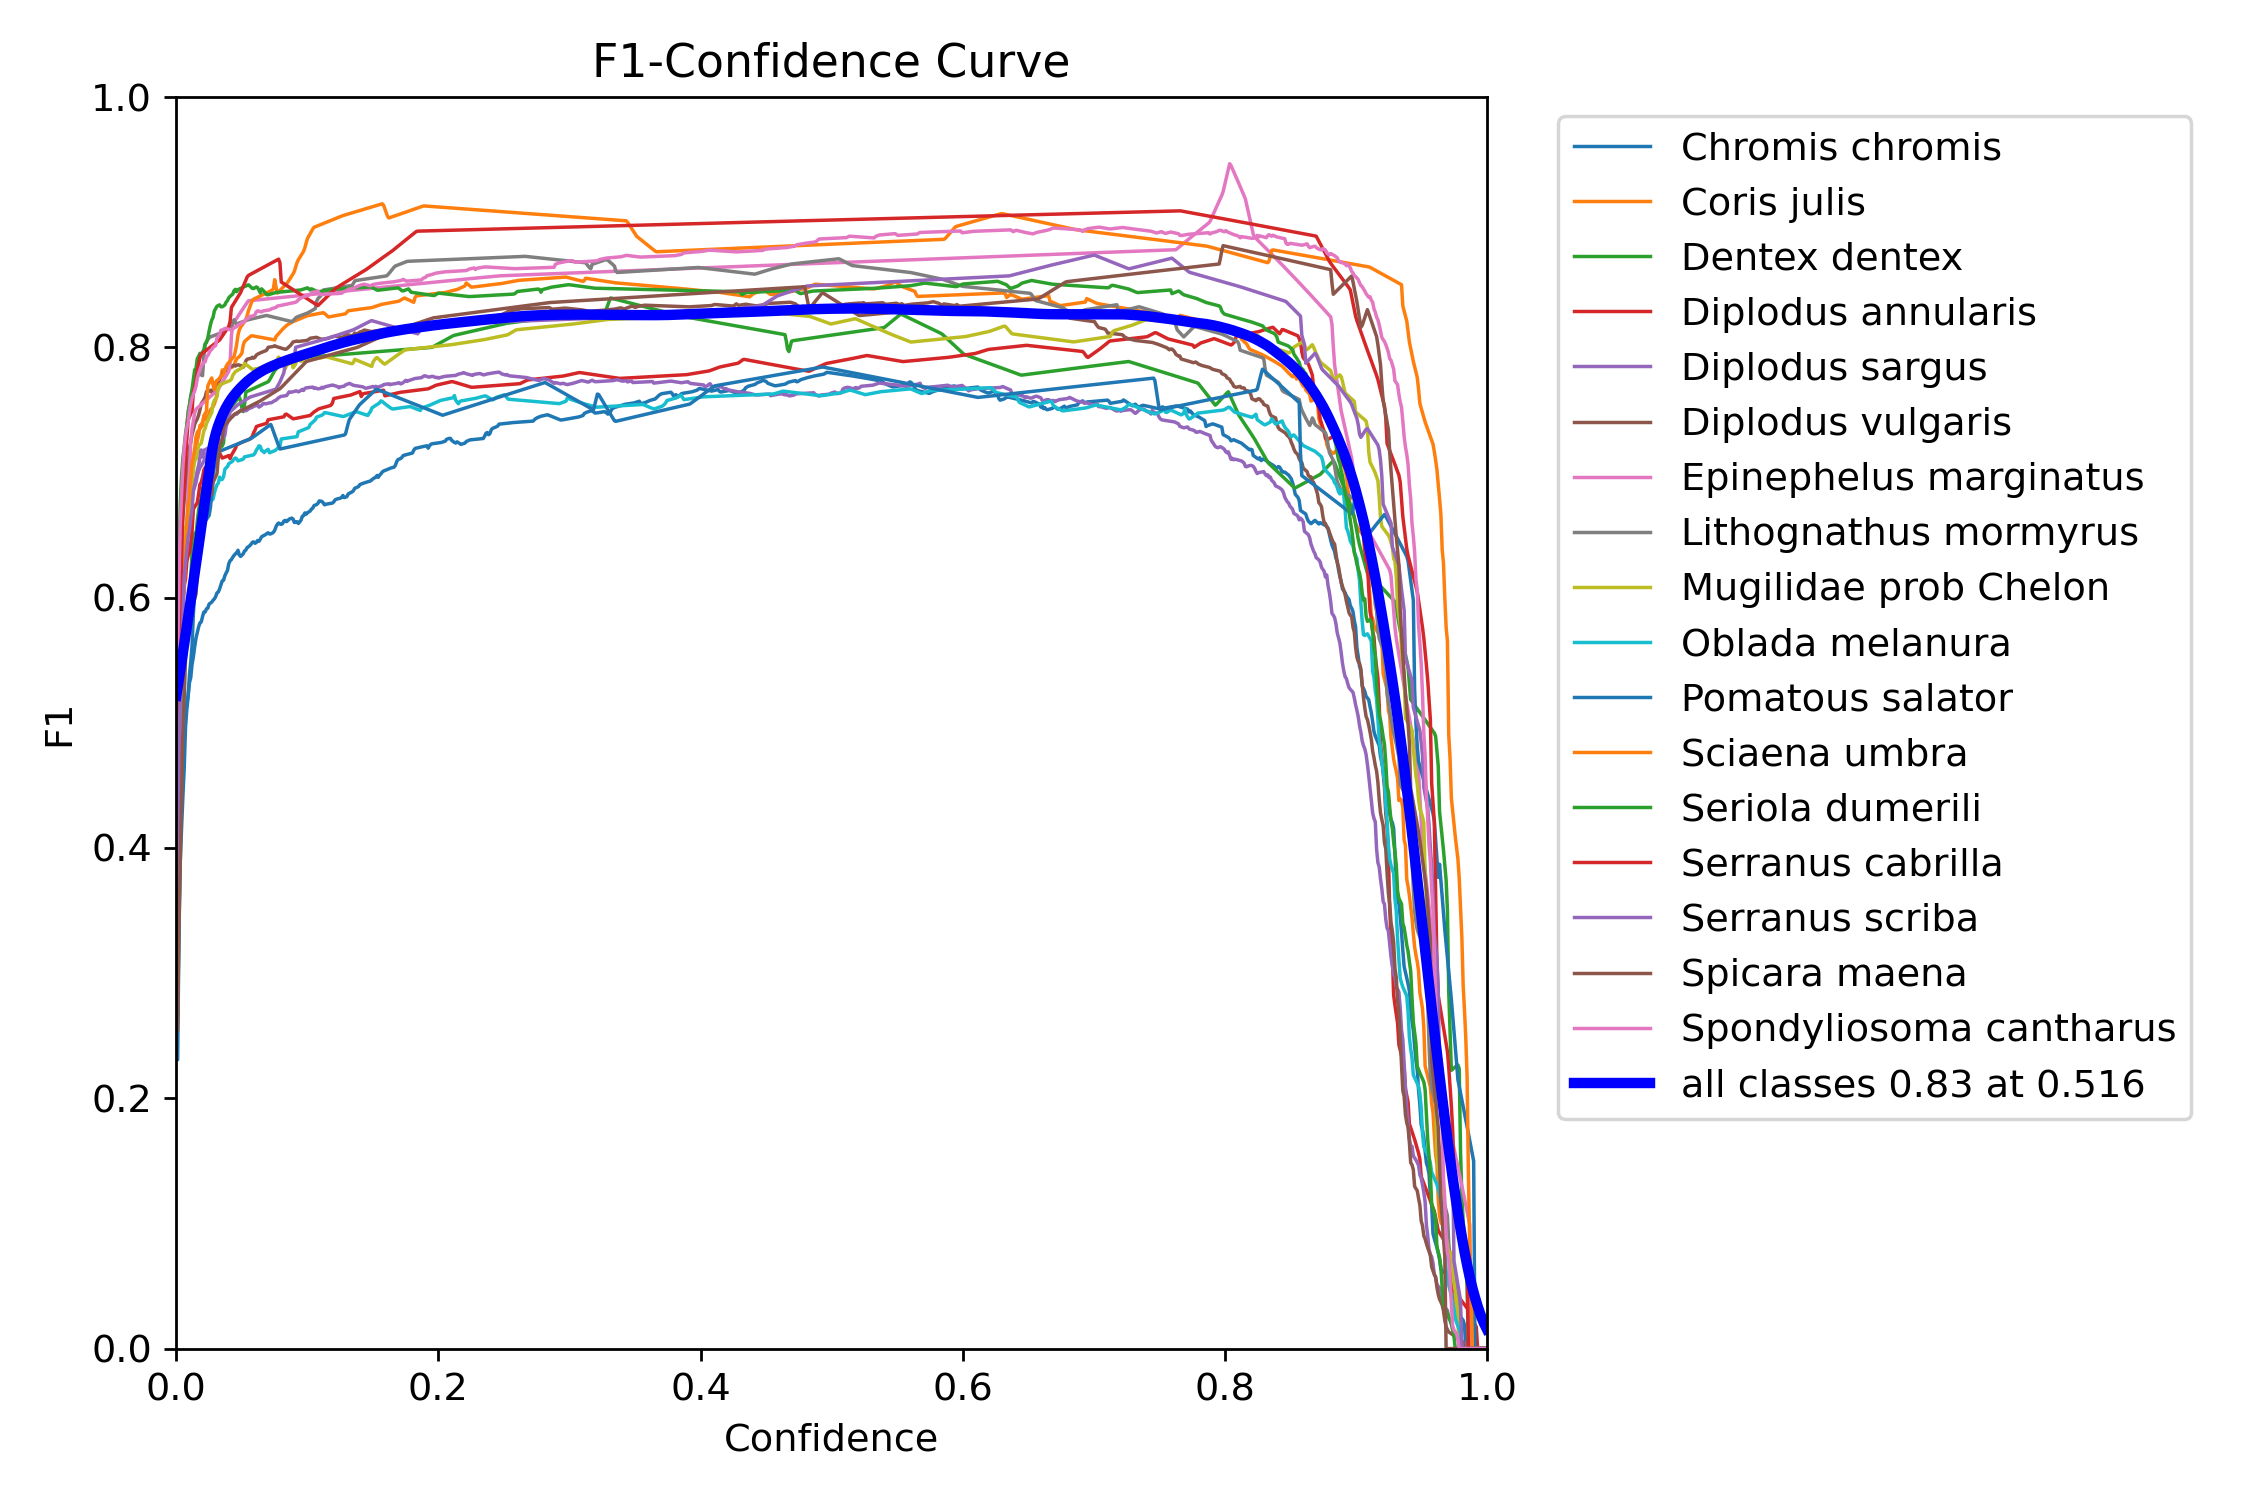 F1-Confidence Curve
1.0
0.8
0.6
0.4
0.2
0.0
F1
0.0 0.2 0.4 0.6 0.8 1.0
Confidence
Chromis chromis
Coris julis
Dentex dentex
Diplodus annularis
Diplodus sargus
Diplodus vulgaris
Epinephelus marginatus
Lithognathus mormyrus
Mugilidae prob Chelon
Oblada melanura
Pomatous salator
Sciaena umbra
Seriola dumerili
Serranus cabrilla
Serranus scriba
Spicara maena
Spondyliosoma cantharus
all classes 0.83 at 0.516